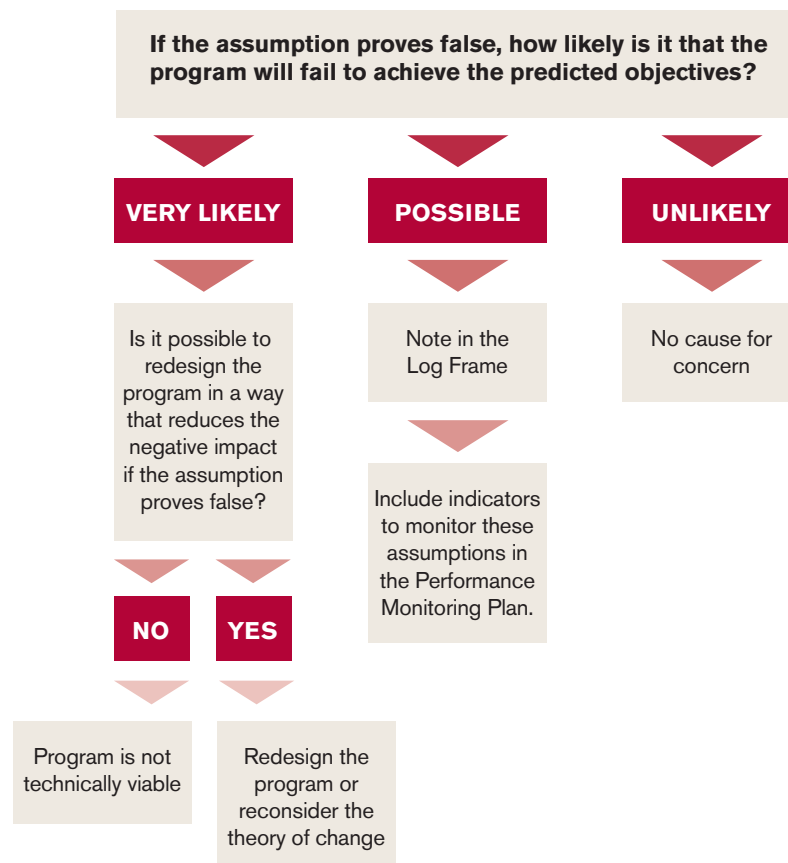 If the assumption proves false, how likely is it that the
program will fail to achieve the predicted objectives?
VERY LIKELY
POSSIBLE
UNLIKELY
Is it possible to
redesign the
program in a way
that reduces the
negative impact
if the assumption
proves false?
Note in the
Log Frame
No cause for
concern
Include indicators
to monitor these
assumptions in
the Performance
Monitoring Plan.
NO
YES
Program is not
technically viable
Redesign the
program or
reconsider the
theory of change